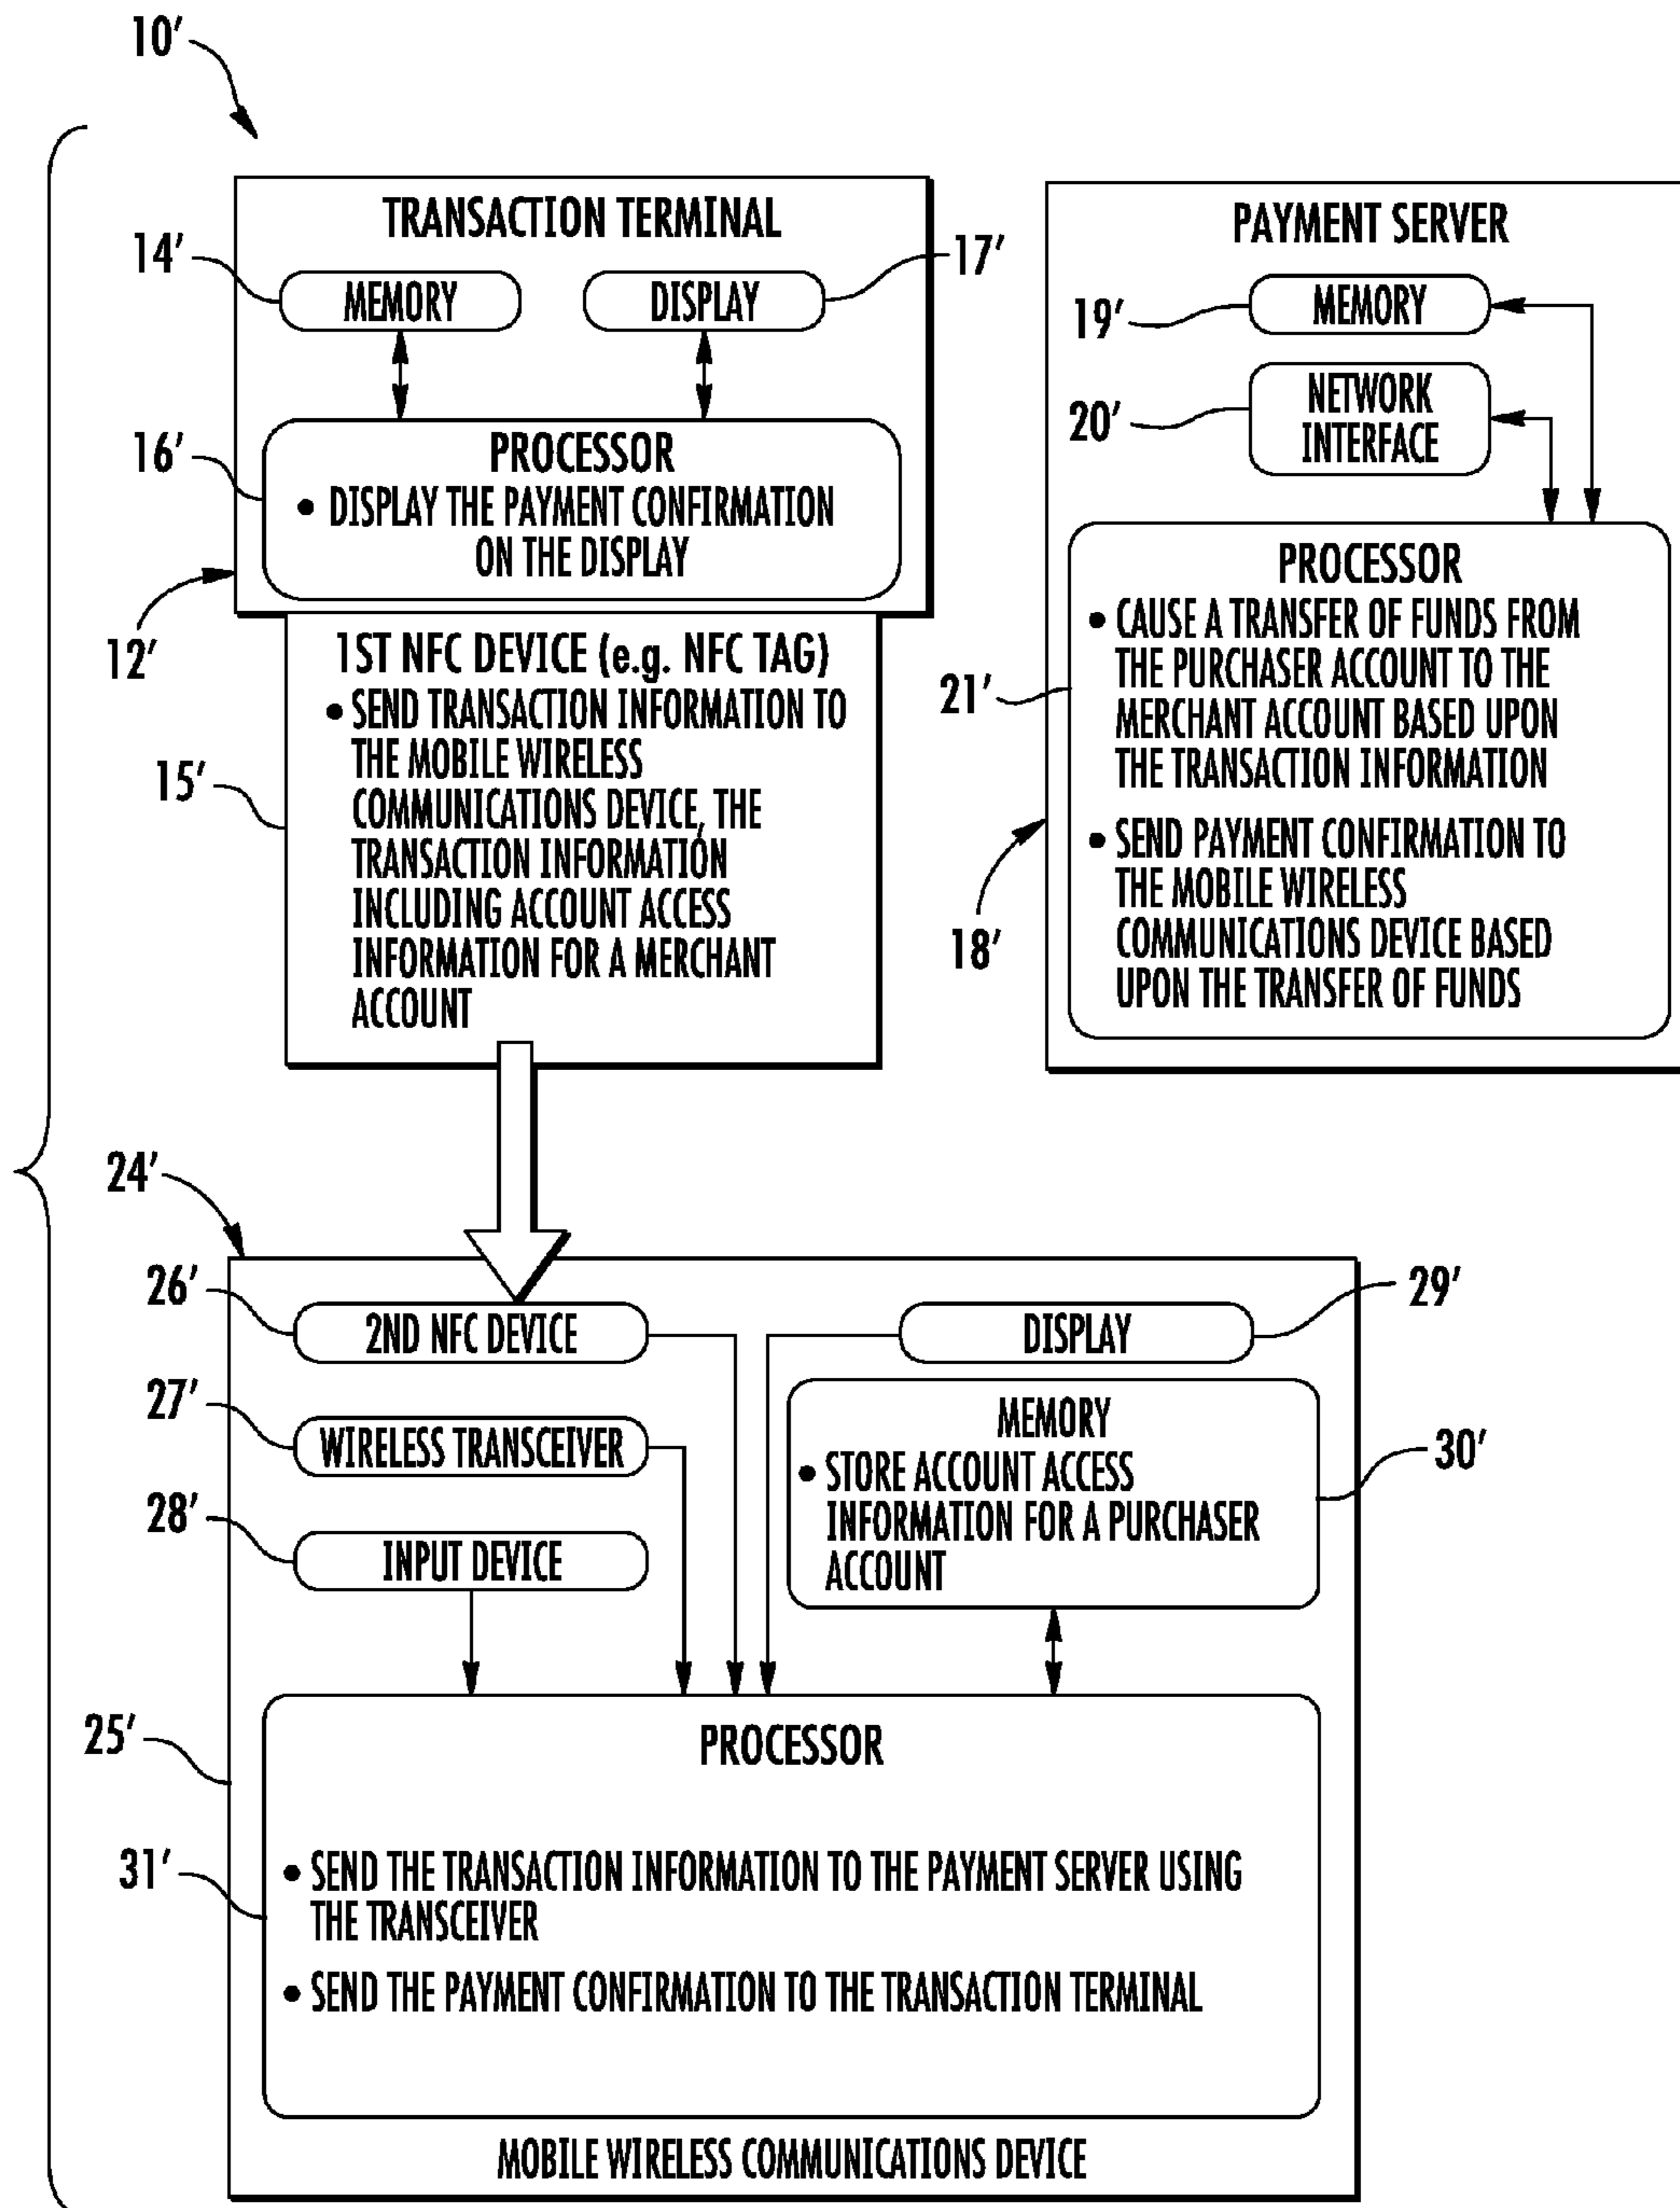 10'
TRANSACTION TERMINAL
14'
MEMORY
DISPLAY
17'
16'
PROCESSOR
• DISPLAY THE PAYMENT CONFIRMATION
ON THE DISPLAY
12'
1ST NFC DEVICE (e.g. NFC TAG)
• SEND TRANSACTION INFORMATION TO
THE MOBILE WIRELESS
COMMUNICATIONS DEVICE, THE
TRANSACTION INFORMATION
INCLUDING ACCOUNT ACCESS
INFORMATION FOR A MERCHANT
ACCOUNT
15'
PAYMENT SERVER
19'
MEMORY
20'
NETWORK
INTERFACE
PROCESSOR
• CAUSE A TRANSFER OF FUNDS FROM
THE PURCHASER ACCOUNT TO THE
MERCHANT ACCOUNT BASED UPON
THE TRANSACTION INFORMATION
• SEND PAYMENT CONFIRMATION TO
THE MOBILE WIRELESS
COMMUNICATIONS DEVICE BASED
UPON THE TRANSFER OF FUNDS
21'
18'
24'
26'
2ND NFC DEVICE
DISPLAY
29'
27'
WIRELESS TRANSCEIVER
28'
INPUT DEVICE
MEMORY
• STORE ACCOUNT ACCESS
INFORMATION FOR A PURCHASER
ACCOUNT
30'
25'
PROCESSOR
31'
• SEND THE TRANSACTION INFORMATION TO THE PAYMENT SERVER USING
THE TRANSCEIVER
• SEND THE PAYMENT CONFIRMATION TO THE TRANSACTION TERMINAL
MOBILE WIRELESS COMMUNICATIONS DEVICE